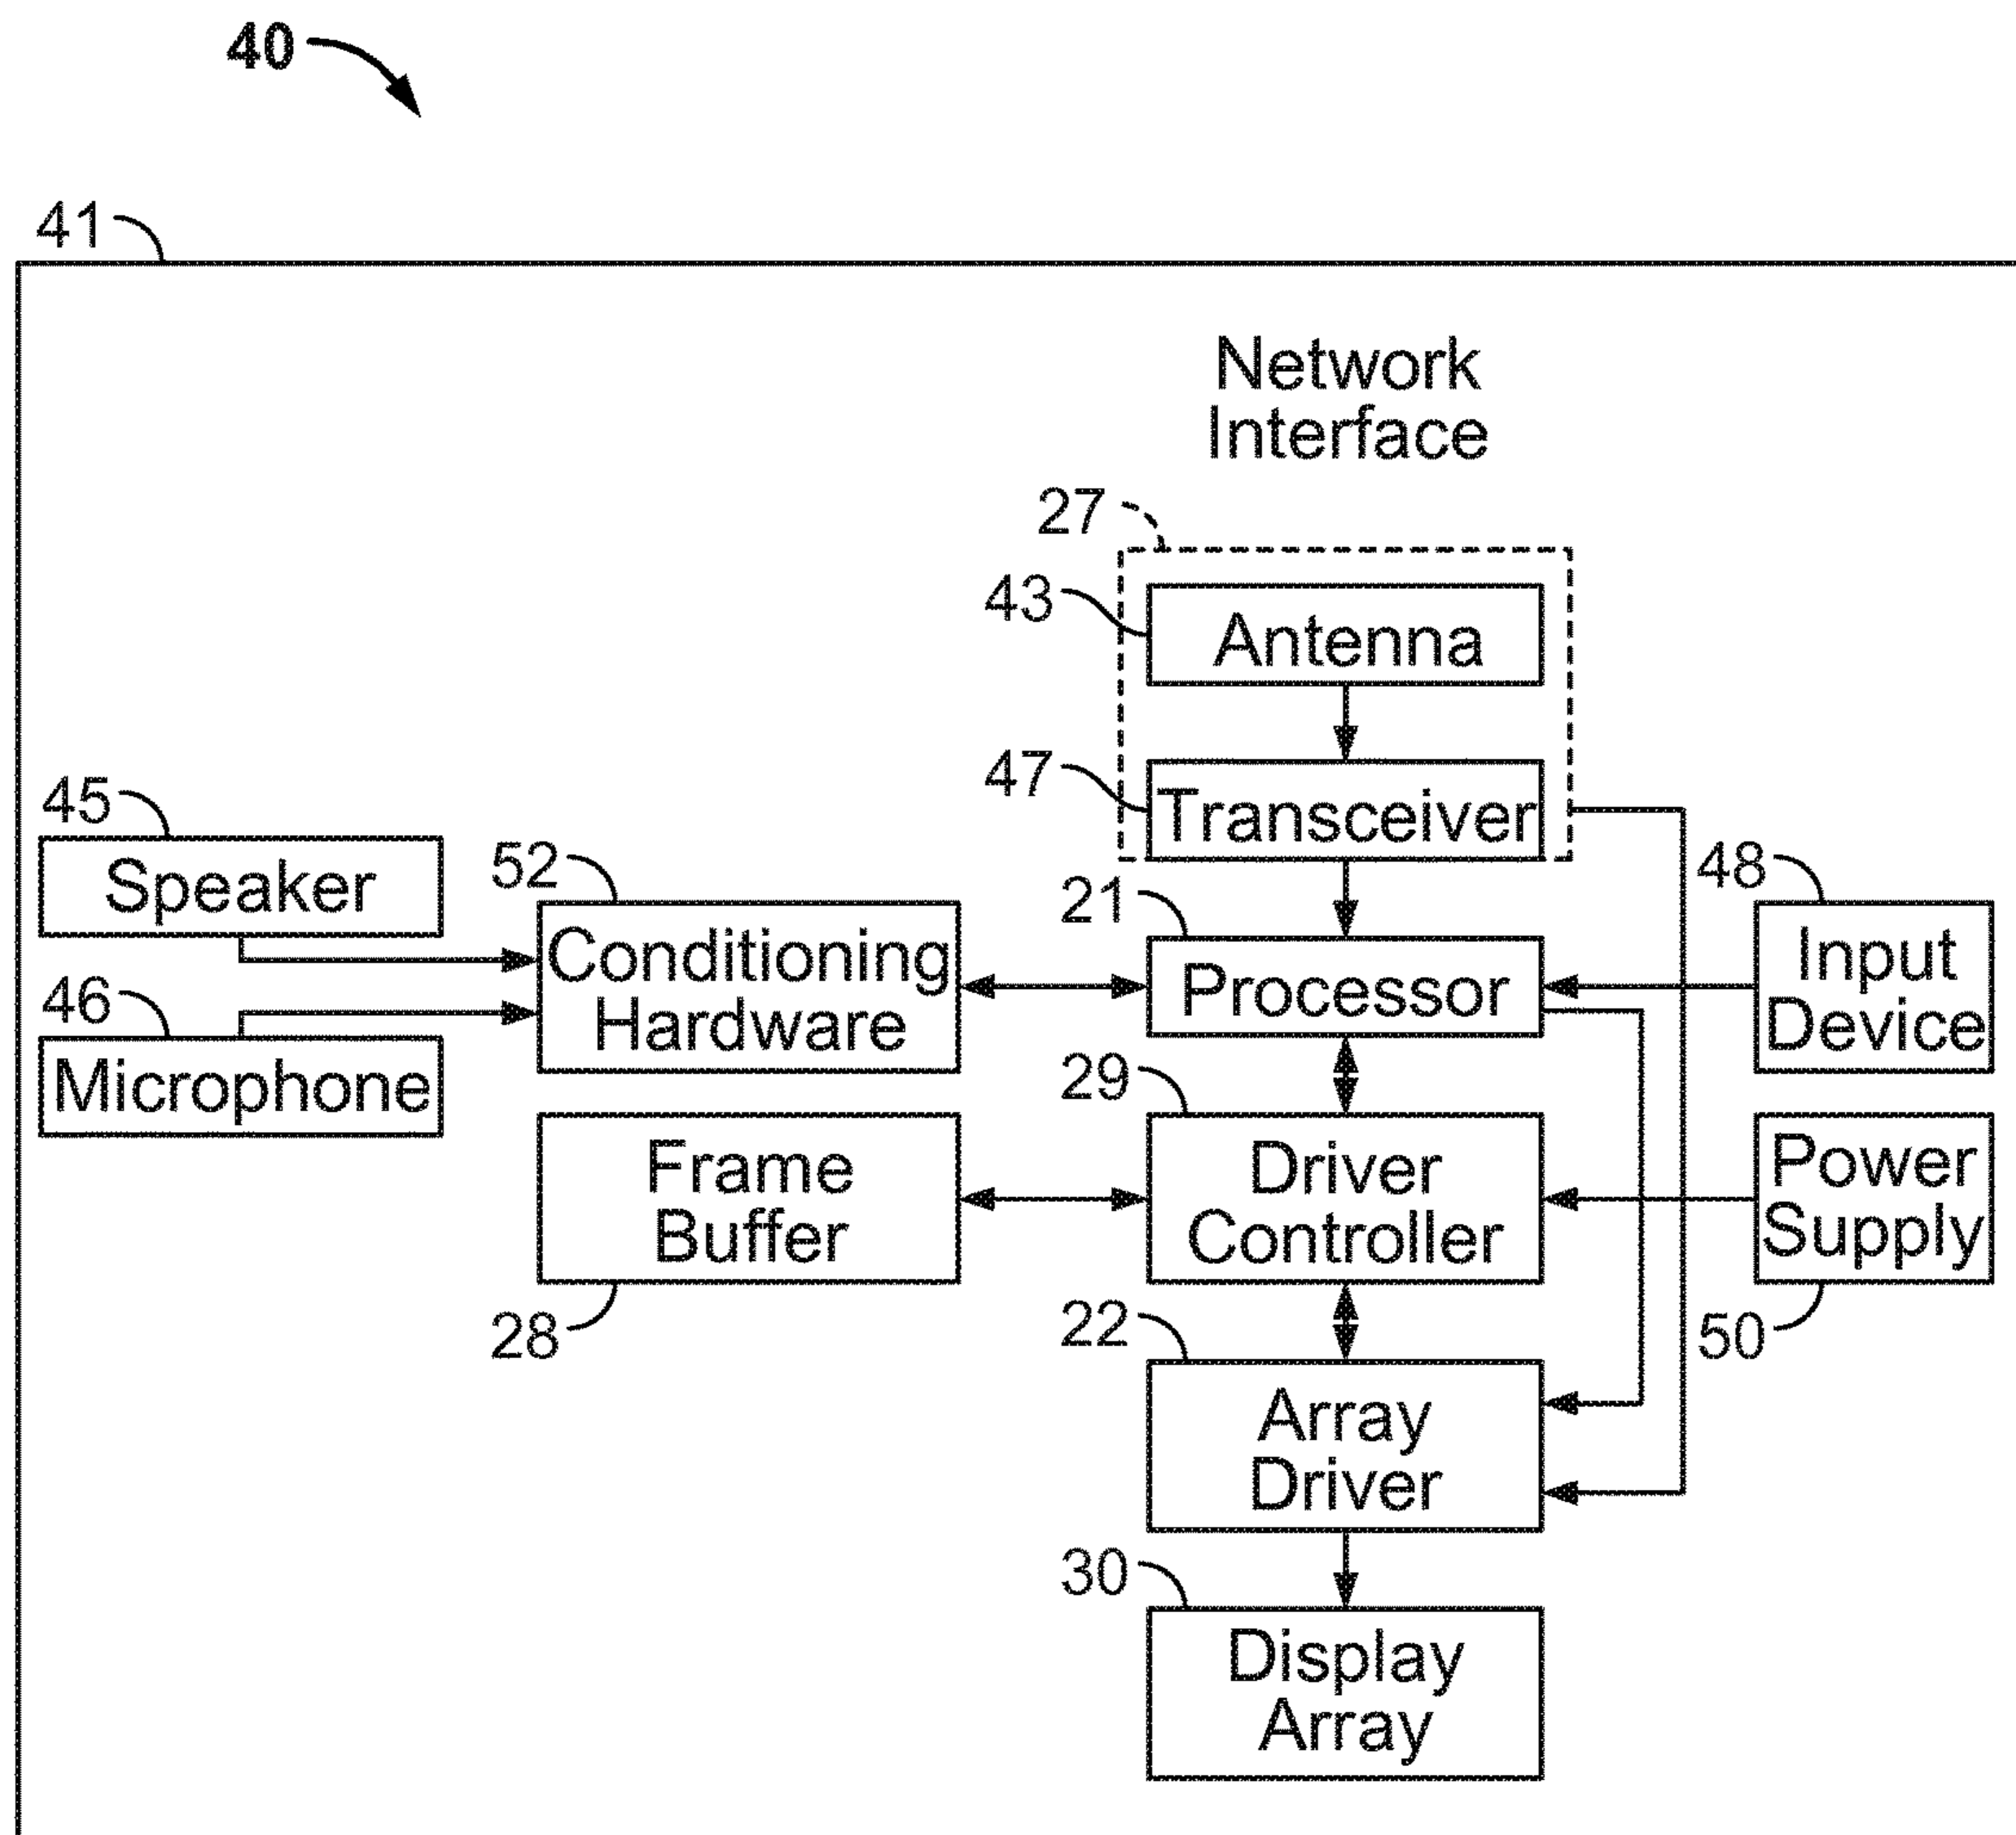 40
41
Network
Interface
27
43
Antenna
47
Transceiver
45
Speaker
52
Conditioning
Hardware
21
Processor
48
Input
Device
46
Microphone
29
Driver
Controller
Frame
Buffer
28
Power
Supply
50
22
Array
Driver
30
Display
Array